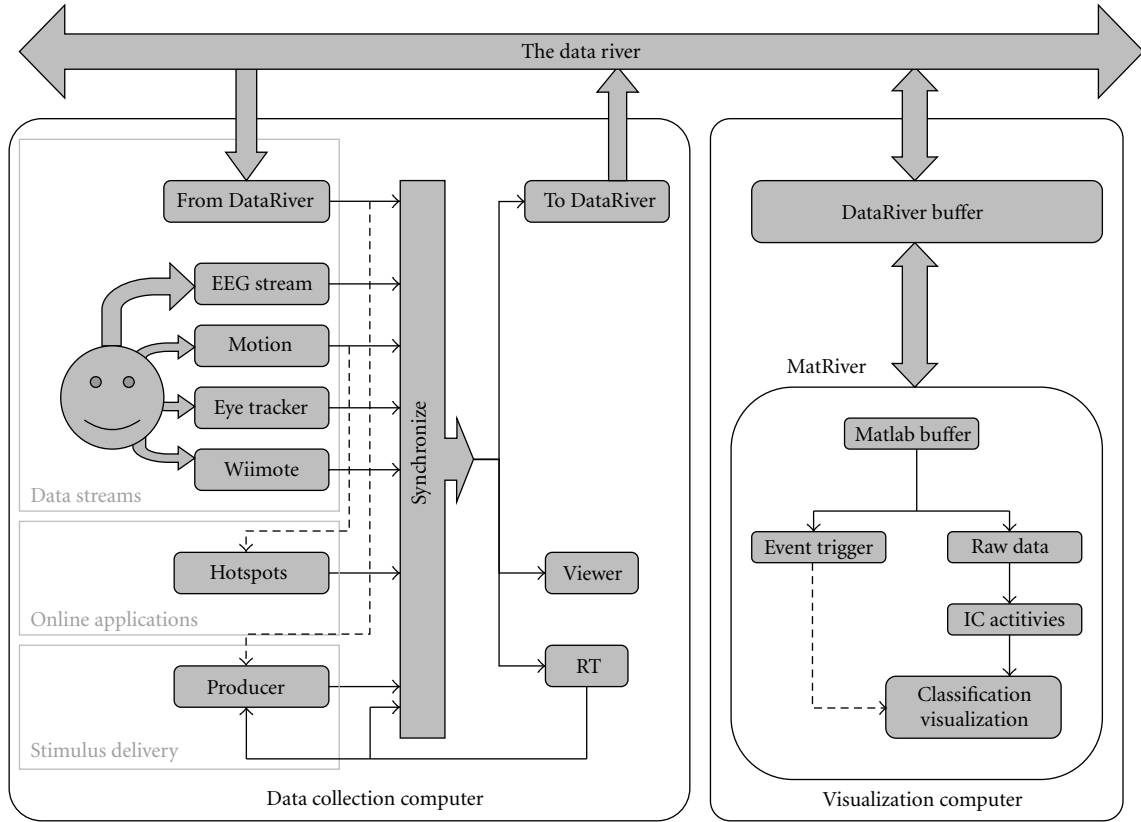 The data river
From DataRiver
To DataRiver
EEG stream
Motion
Eye tracker
Wiimote
Data streams
Hotspots
Online applications
Producer
Stimulus delivery
Synchronize
Viewer
RT
Data collection computer
DataRiver buffer
MatRiver
Matlab buffer
Event trigger
Raw data
IC actitivies
Classification
visualization
Visualization computer